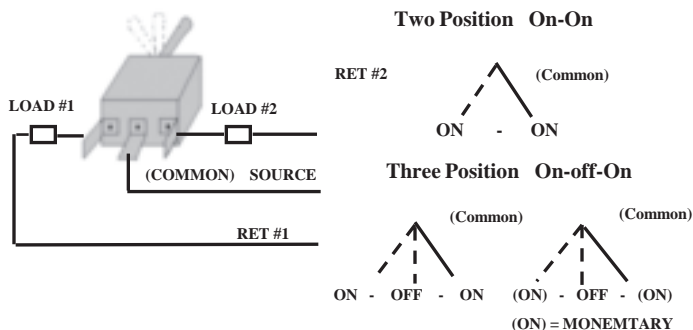 Two Position On-On
RET #2
(Common)
ON - ON
LOAD #1
LOAD #2
(COMMON) SOURCE
RET #1
Three Position On-off-On
(Common)
(Common)
ON - OFF - ON
(ON) - OFF - (ON)
(ON) = MONEMTARY